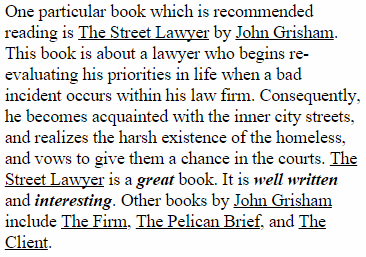 One particular book which is recommended
reading is The Street Lawyer by John Grisham.
This book is about a lawyer who begins re-
evaluating his priorities in life when a bad
incident occurs within his law firm. Consequently,
he becomes acquainted with the inner city streets,
and realizes the harsh existence of the homeless,
and vows to give them a chance in the courts. The
Street Lawyer is a great book. It is well written
and interesting. Other books by John Grisham
include The Firm, The Pelican Brief, and The
Client.